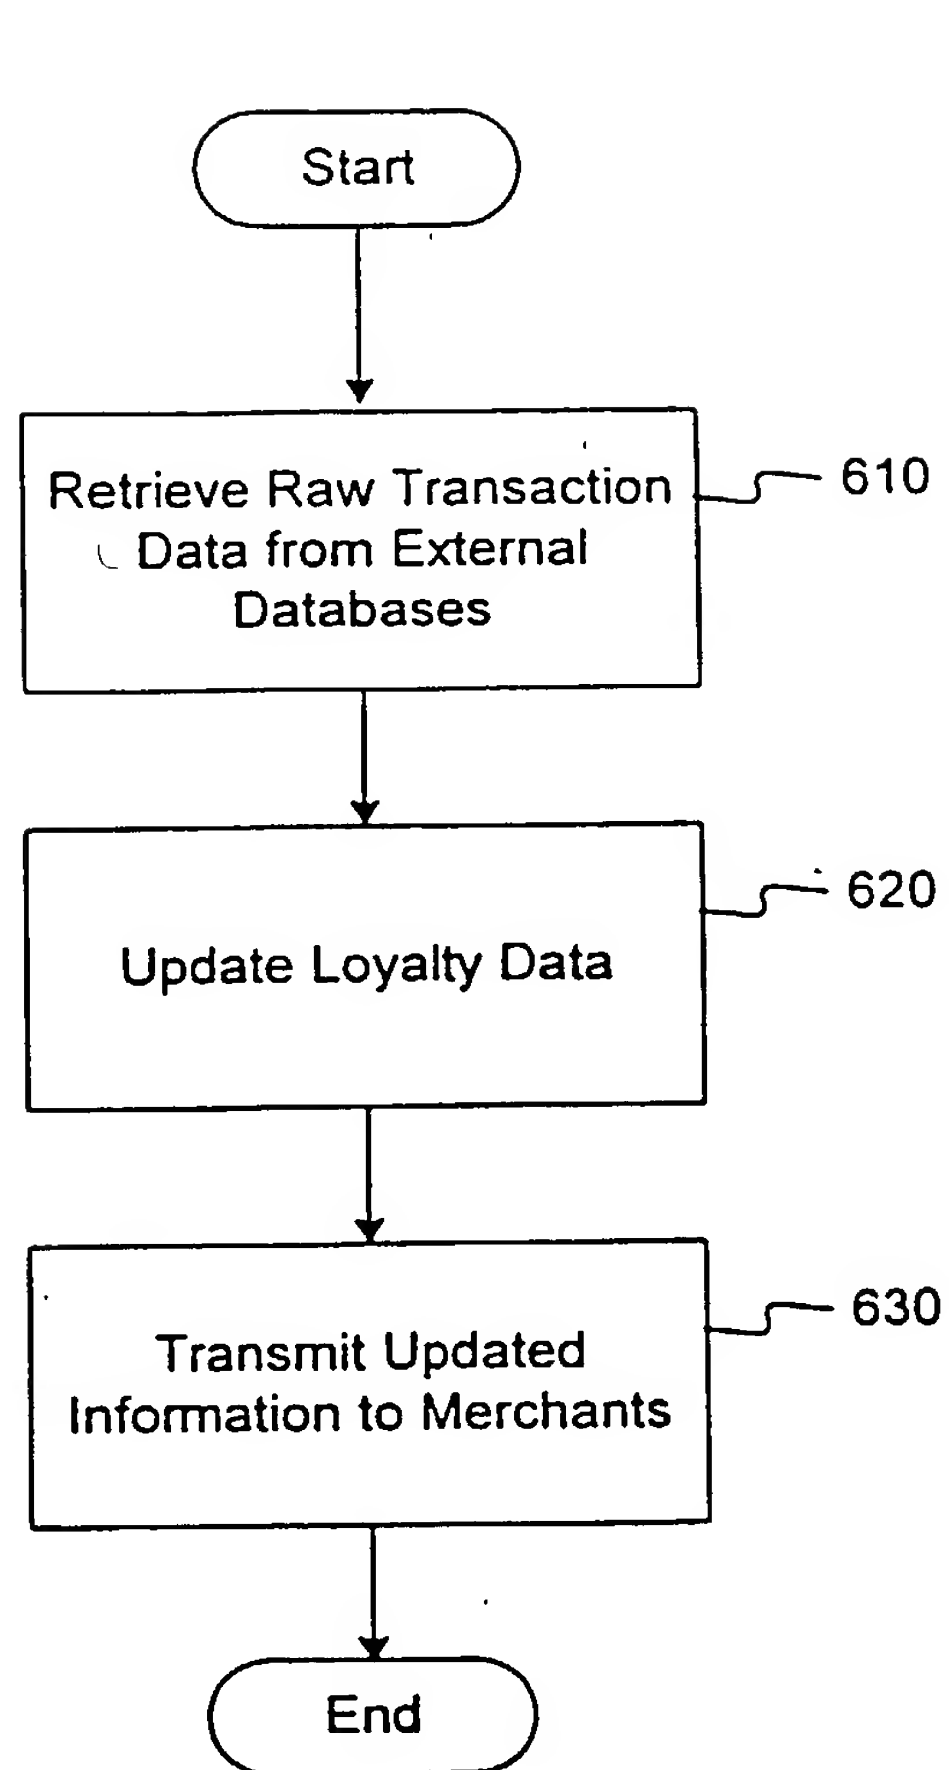 Start
Retrieve Raw Transaction
Data from External
Databases
610
Update Loyalty Data
620
Transmit Updated
Information to Merchants
630
End